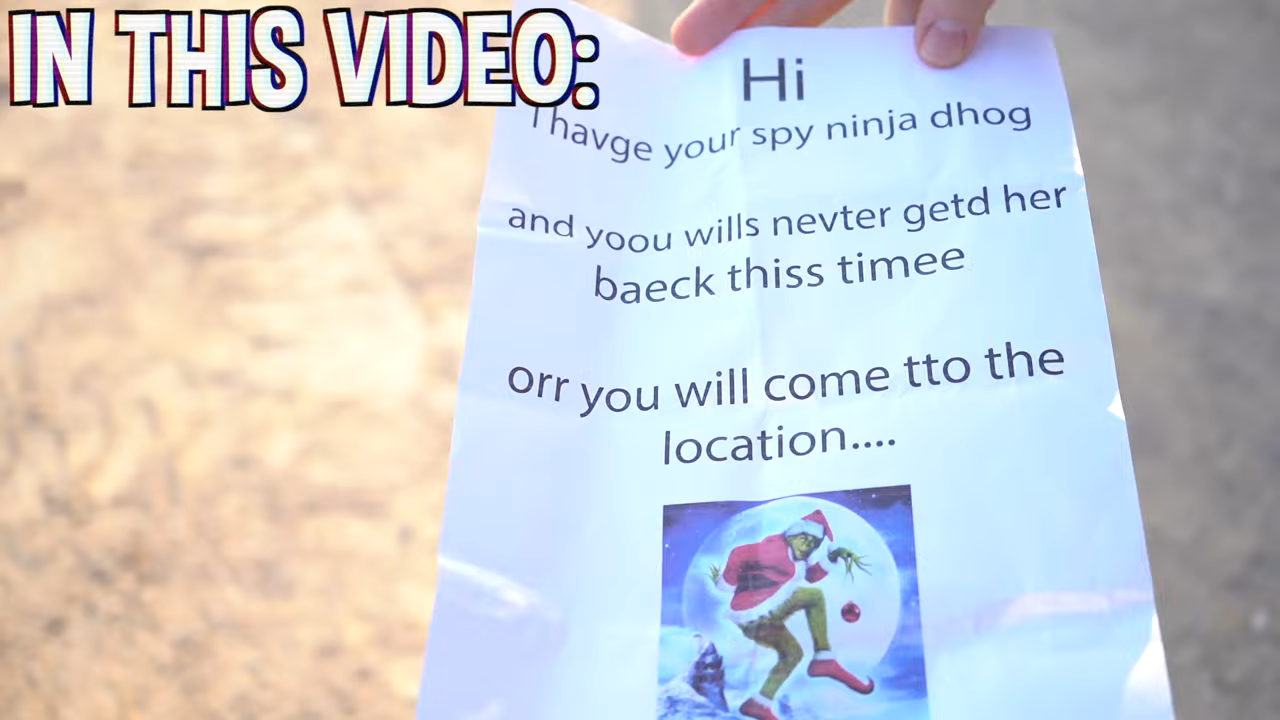 IN THIS VIDEO:
Hi
I havge your spy ninja dhog
and yoou wills nevter getd her
baeck thiss timee
orr you will come tto the
location....